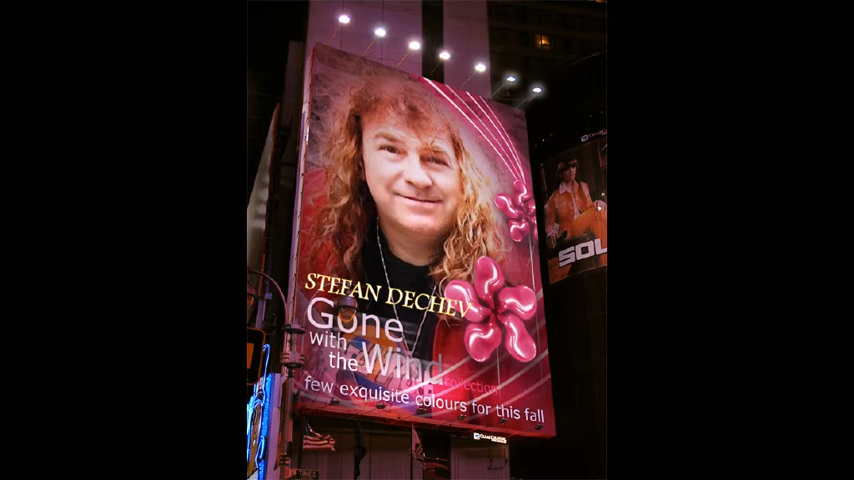 STEFAN DECHEV
Gone
with
the Wind
collection
few exquisite colours for this fall
SOL